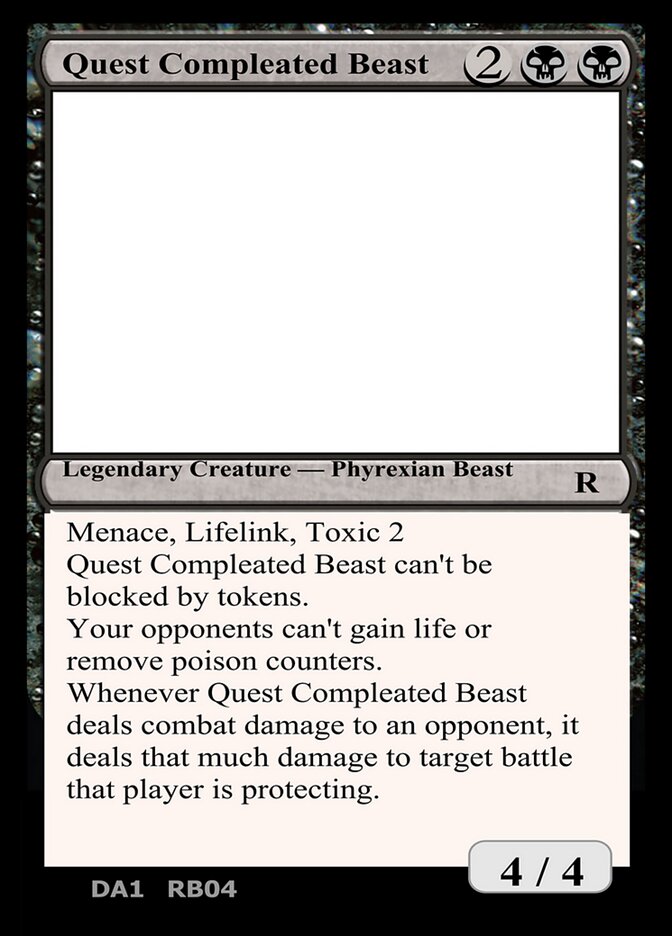 Quest Compleated Beast 2
Legendary Creature — Phyrexian Beast
R
Menace, Lifelink, Toxic 2
Quest Compleated Beast can't be
blocked by tokens.
Your opponents can't gain life or
remove poison counters.
Whenever Quest Compleated Beast
deals combat damage to an opponent, it
deals that much damage to target battle
that player is protecting.
4 / 4
DA1 RB04